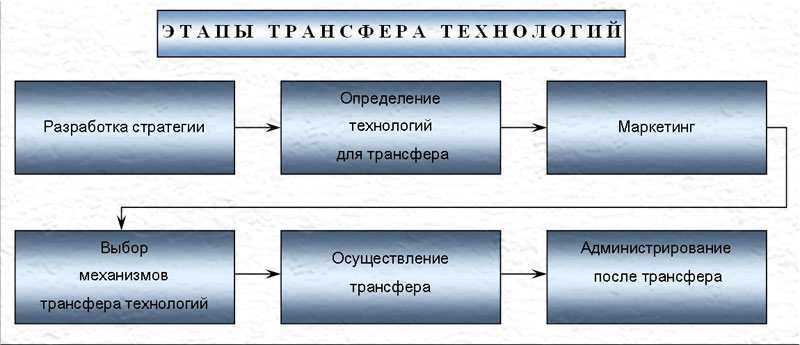 ЭТАПЫ ТРАНСФЕРА ТЕХНОЛОГИЙ
Разработка стратегии
Определение
технологий
для трансфера
Маркетинг
Выбор
механизмов
трансфера технологий
Осуществление
трансфера
Администрирование
после трансфера